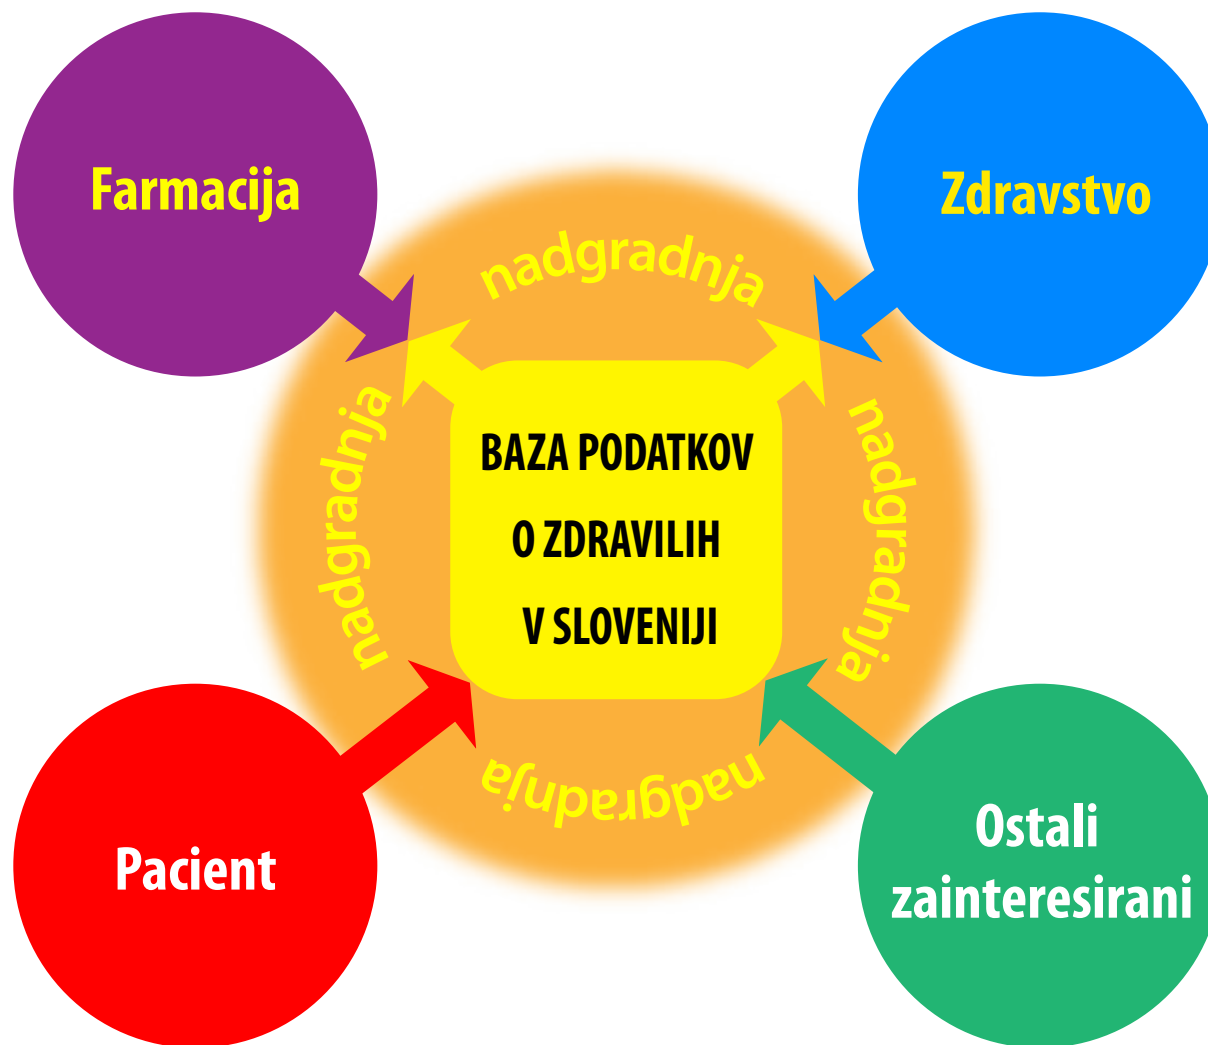 Farmacija
Zdravstvo
nadgradnja
nadgradnja
nadgradnja
BAZA PODATKOV
O ZDRAVILIH
V SLOVENIJI
nadgradnja
Pacient
Ostali
zainteresirani